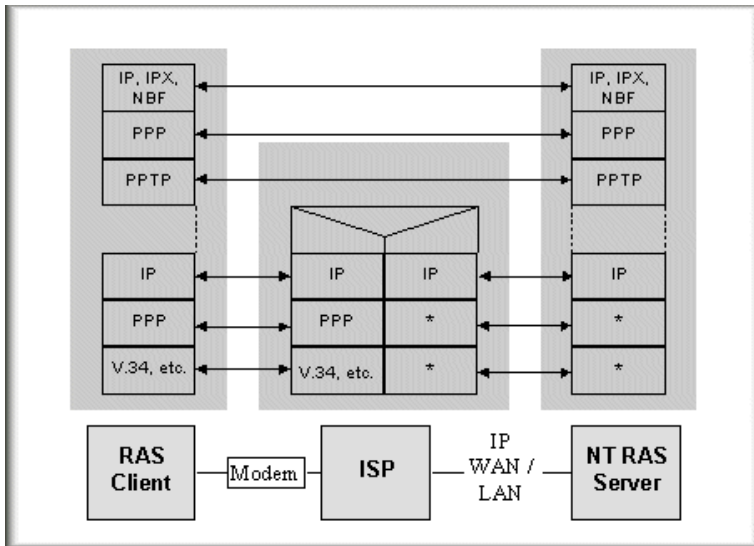 IP, IPX,
NBF
IP, IPX,
NBF
PPP
PPP
PPTP
PPTP
IP
IP
IP
IP
PPP
PPP
*
*
V.34, etc.
V.34, etc.
*
*
RAS
Client
Modem
ISP
IP
WAN /
LAN
NT RAS
Server